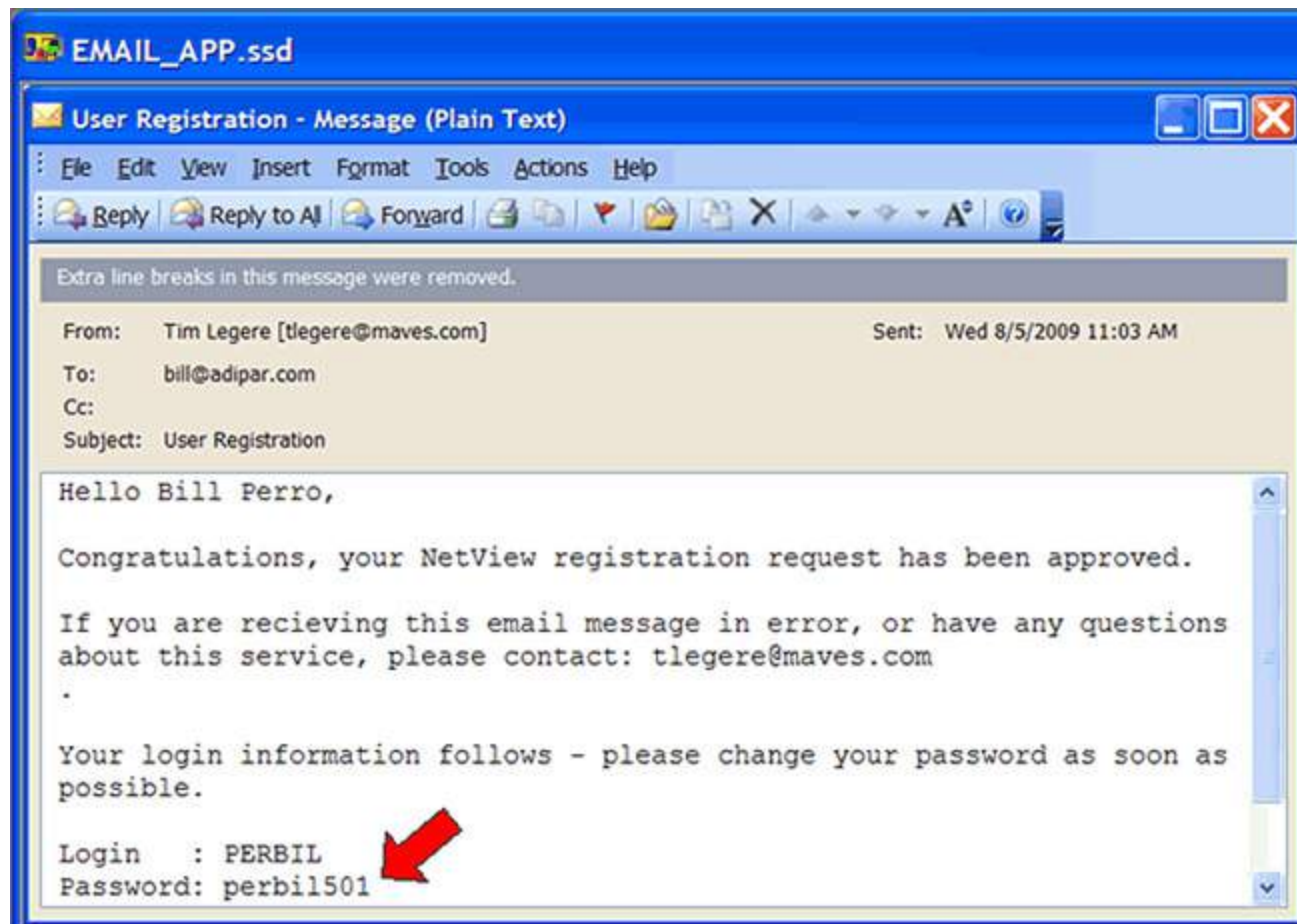 EMAIL_APP.ssd
User Registration - Message (Plain Text)
File Edit View Insert Format Tools Actions Help
Reply Reply to All Forward
Extra line breaks in this message were removed.
From: Tim Legere [tlegere@maves.com] Sent: Wed 8/5/2009 11:03 AM
To: bill@adipar.com
Cc:
Subject: User Registration
Hello Bill Perro,
Congratulations, your NetView registration request has been approved.
If you are recieving this email message in error, or have any questions
about this service, please contact: tlegere@maves.com
.
Your login information follows - please change your password as soon as
possible.
Login : PERBIL
Password: perbil501